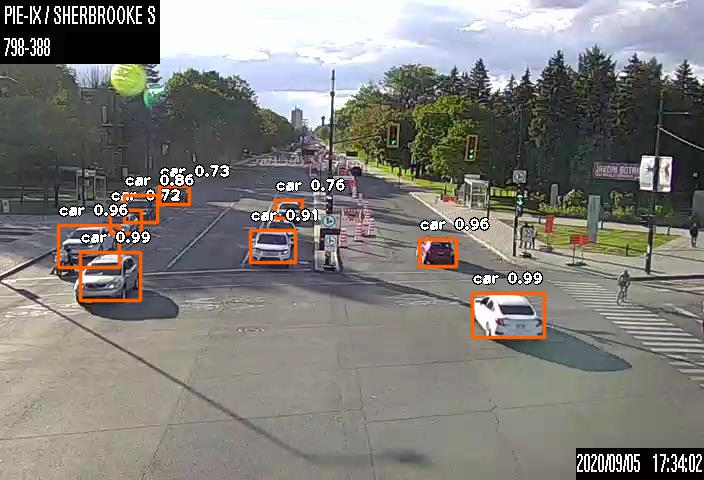 PIE-IX / SHERBROOKE S
798-388
car 0.73
car 0.86
car 0.72
car 0.76
car 0.96
car 0.91
car 0.96
car 0.99
car 0.99
JARDIN BOTAN
2020/09/05 17:34:02